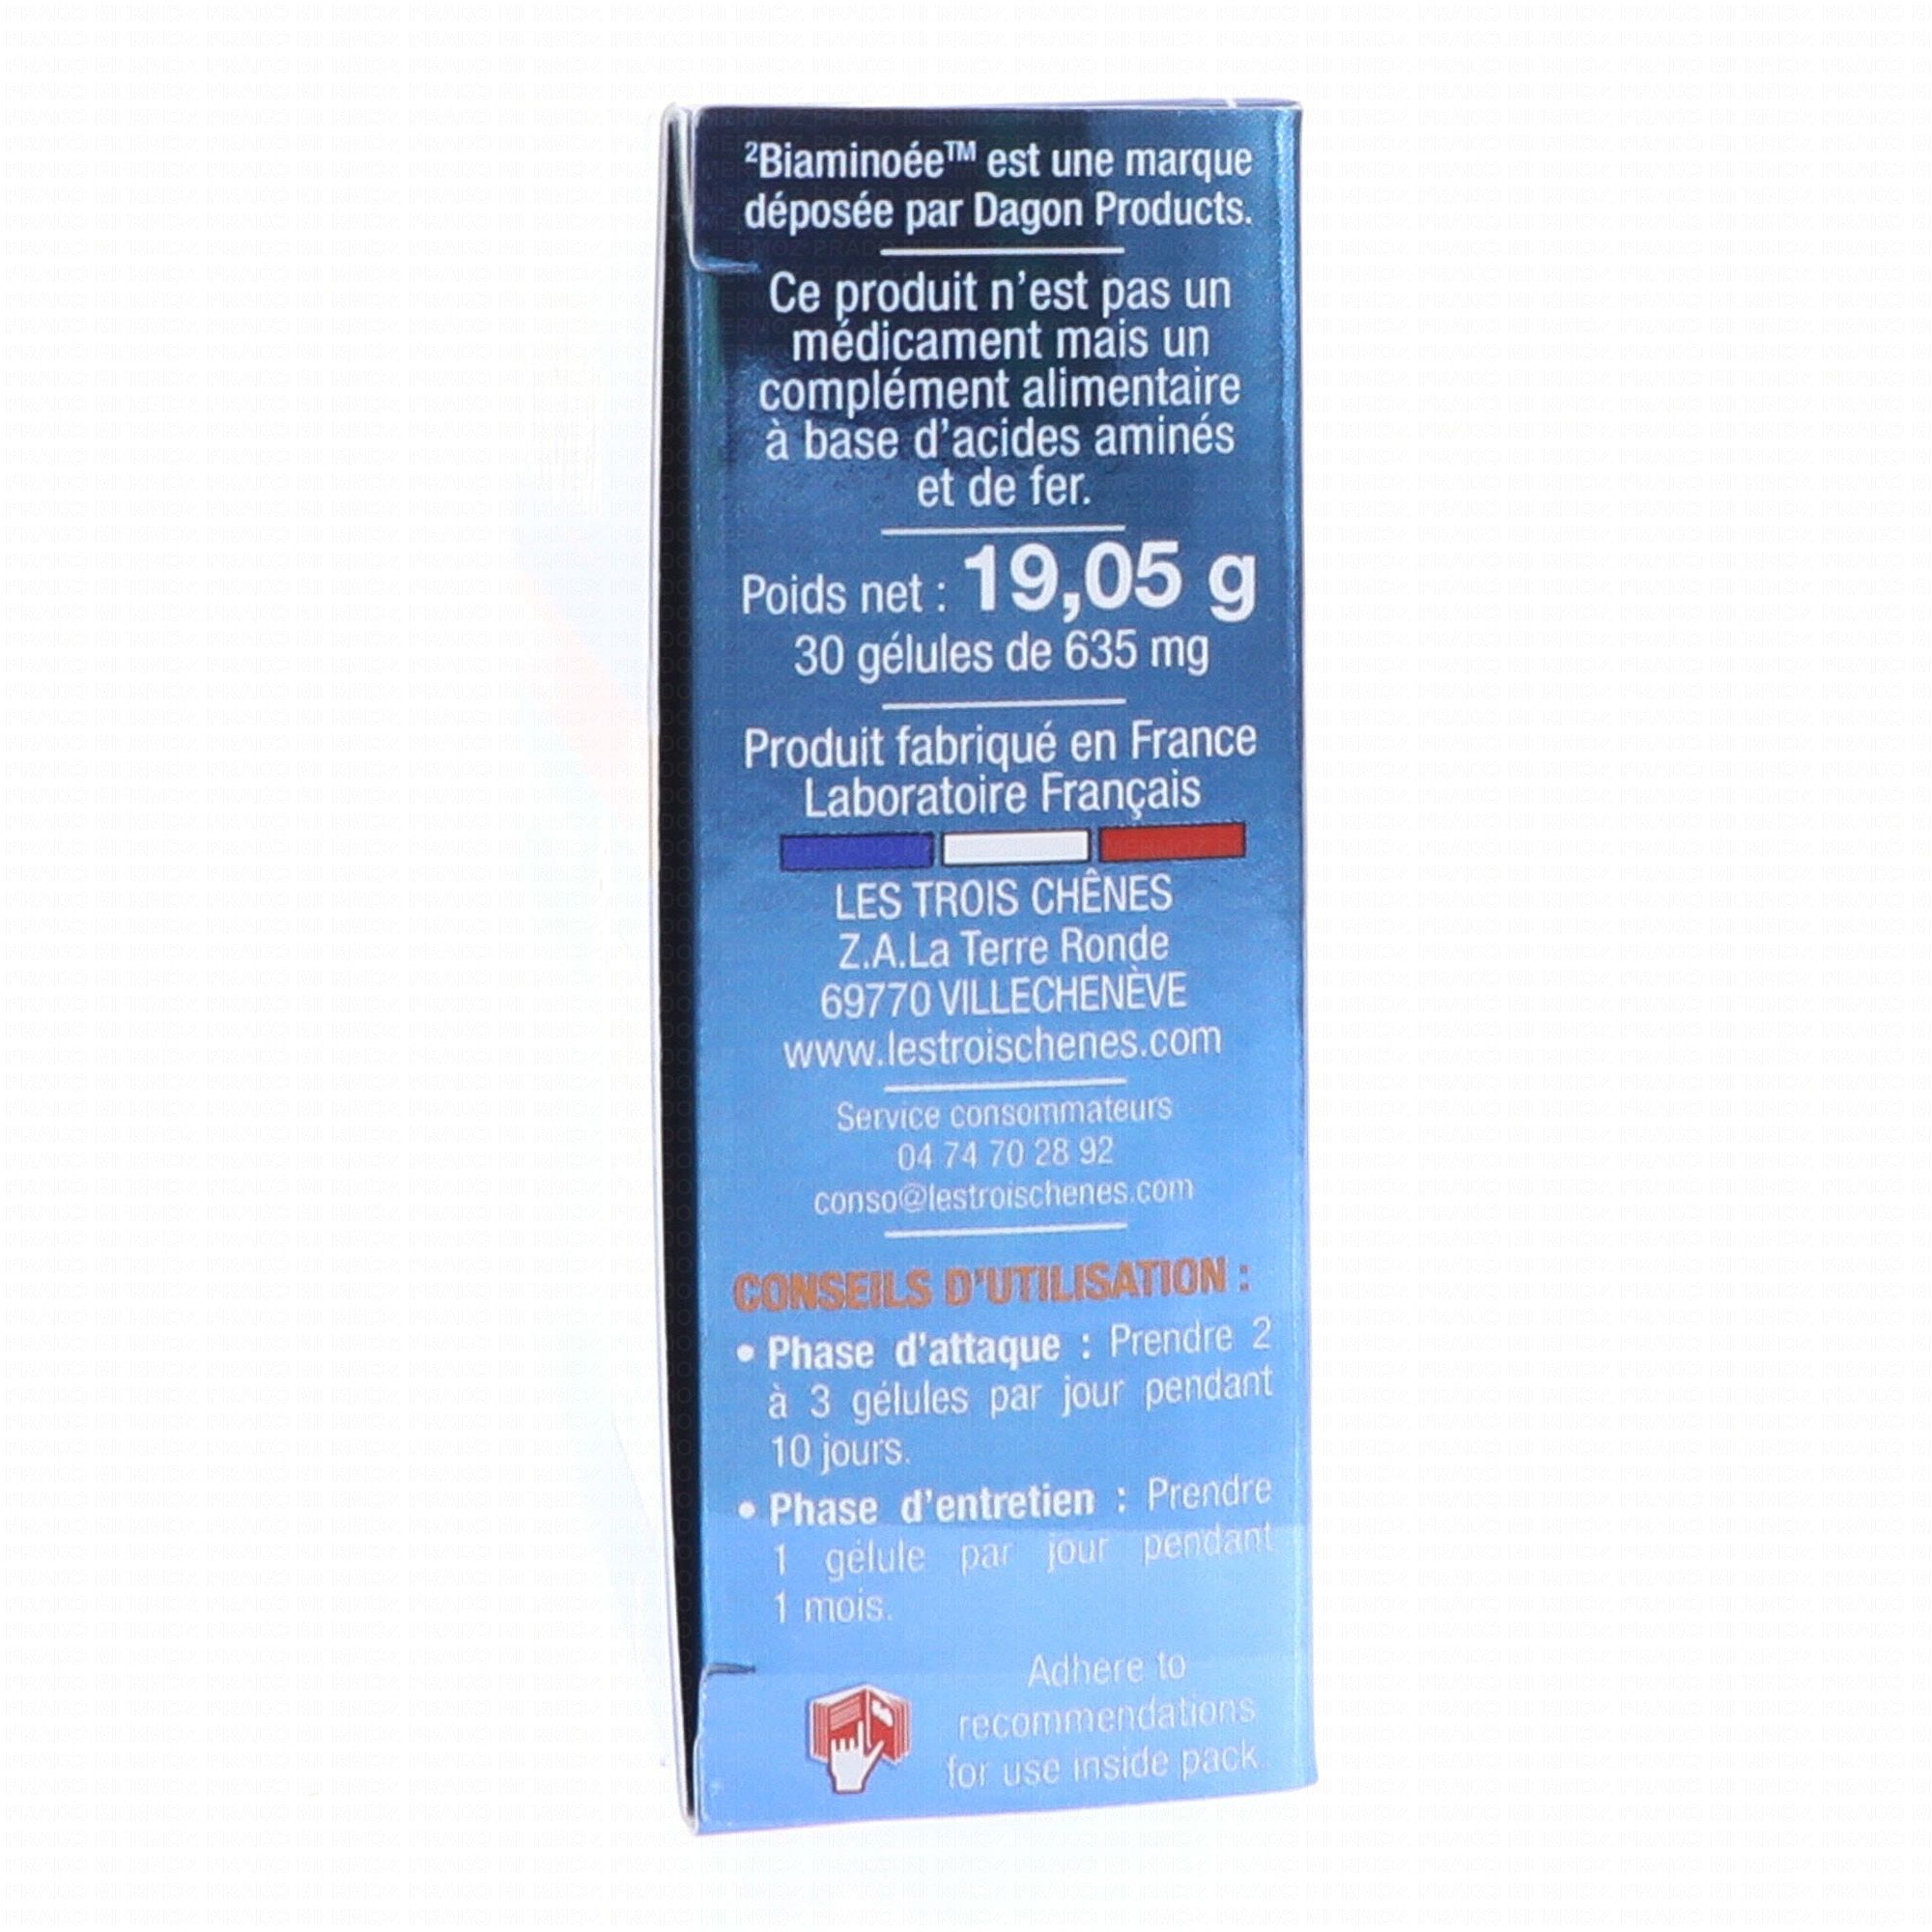 ²Biaminoée™ est une marque
déposée par Dagon Products.
Ce produit n'est pas un
médicament mais un
complément alimentaire
à base d'acides aminés
et de fer.
Poids net : 19,05 g
30 gélules de 635 mg
Produit fabriqué en France
Laboratoire Français
LES TROIS CHÊNES
Z.A.La Terre Ronde
69770 VILLECHENÈVE
www.lestroischenes.com
Service consommateurs
04 74 70 28 92
conso@lestroischenes.com
CONSEILS D'UTILISATION :
• Phase d'attaque : Prendre 2
à 3 gélules par jour pendant
10 jours.
• Phase d'entretien : Prendre
1 gélule par jour pendant
1 mois.
Adhere to
recommendations
for use inside pack